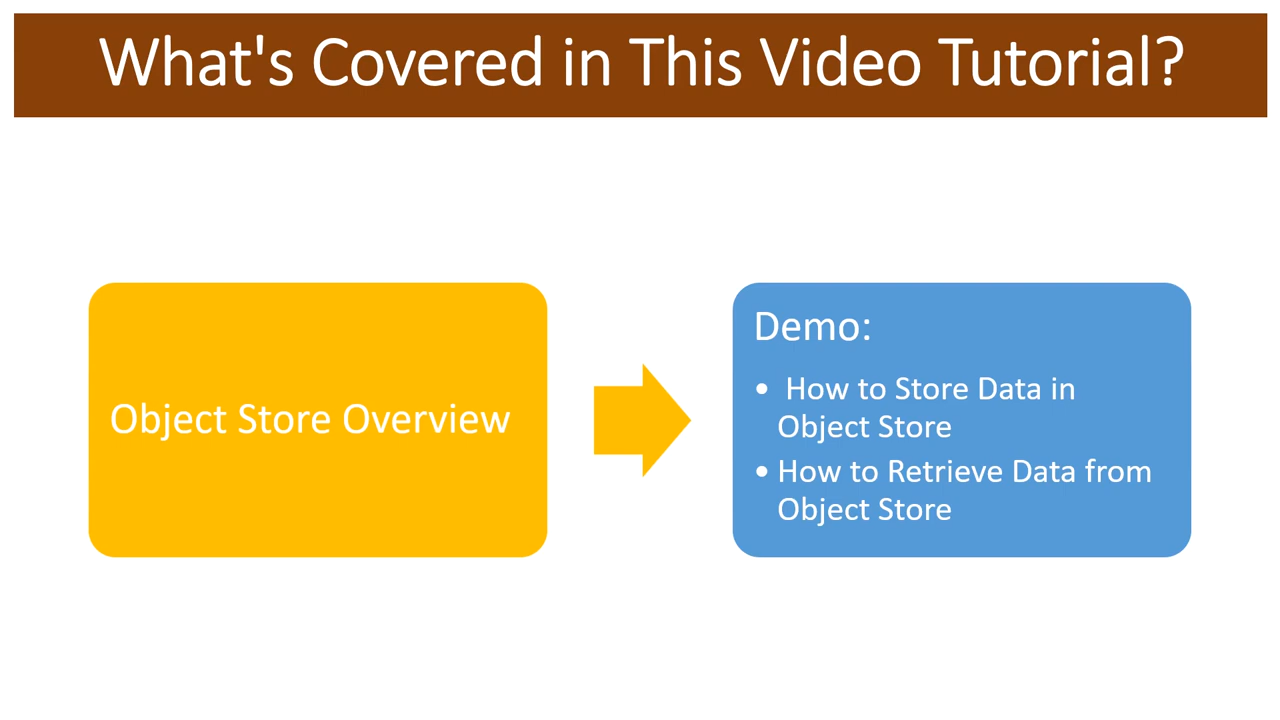 What's Covered in This Video Tutorial?
Object Store Overview
Demo:
• How to Store Data in
Object Store
• How to Retrieve Data from
Object Store